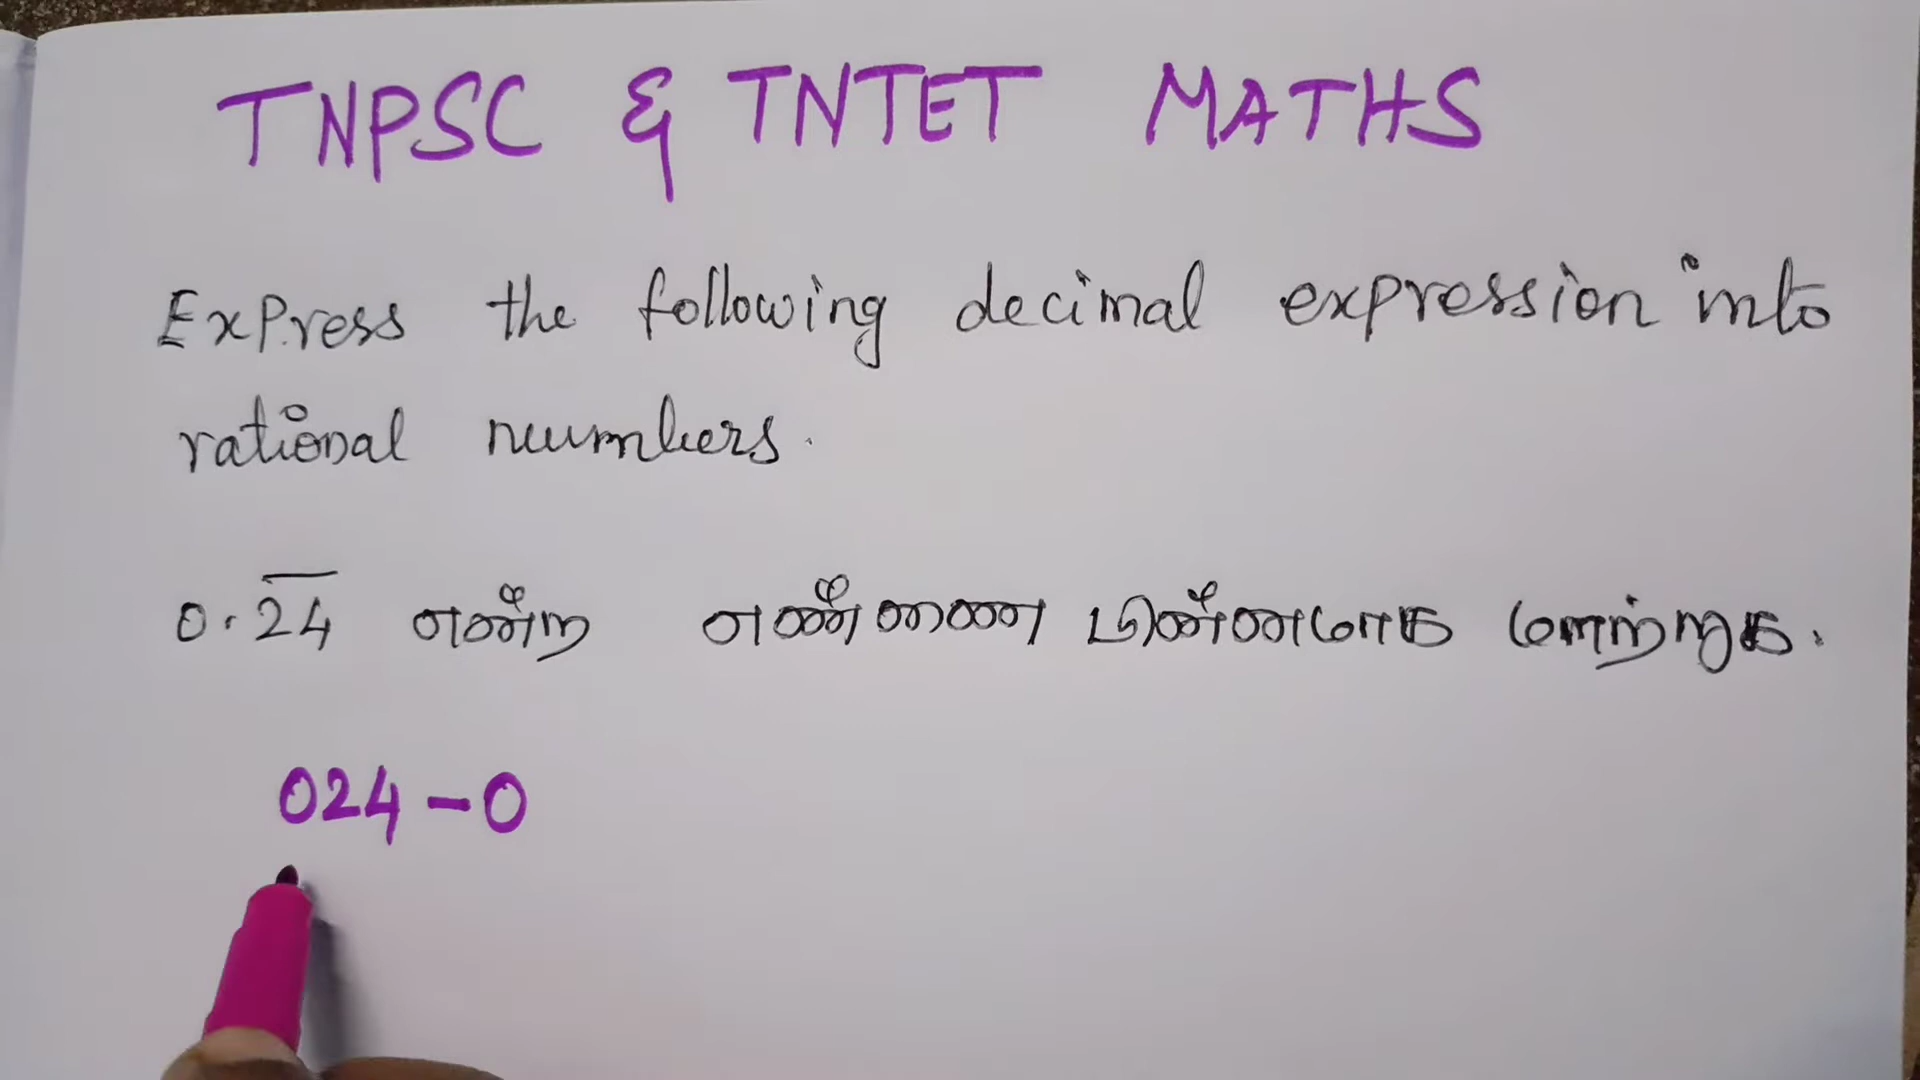 TNPSC & TNTET MATHS
Express the following decimal expression into
rational numbers.
0.2̅4̅ என்ற எண்ணை பின்னமாக மாற்றுக.
024 - 0